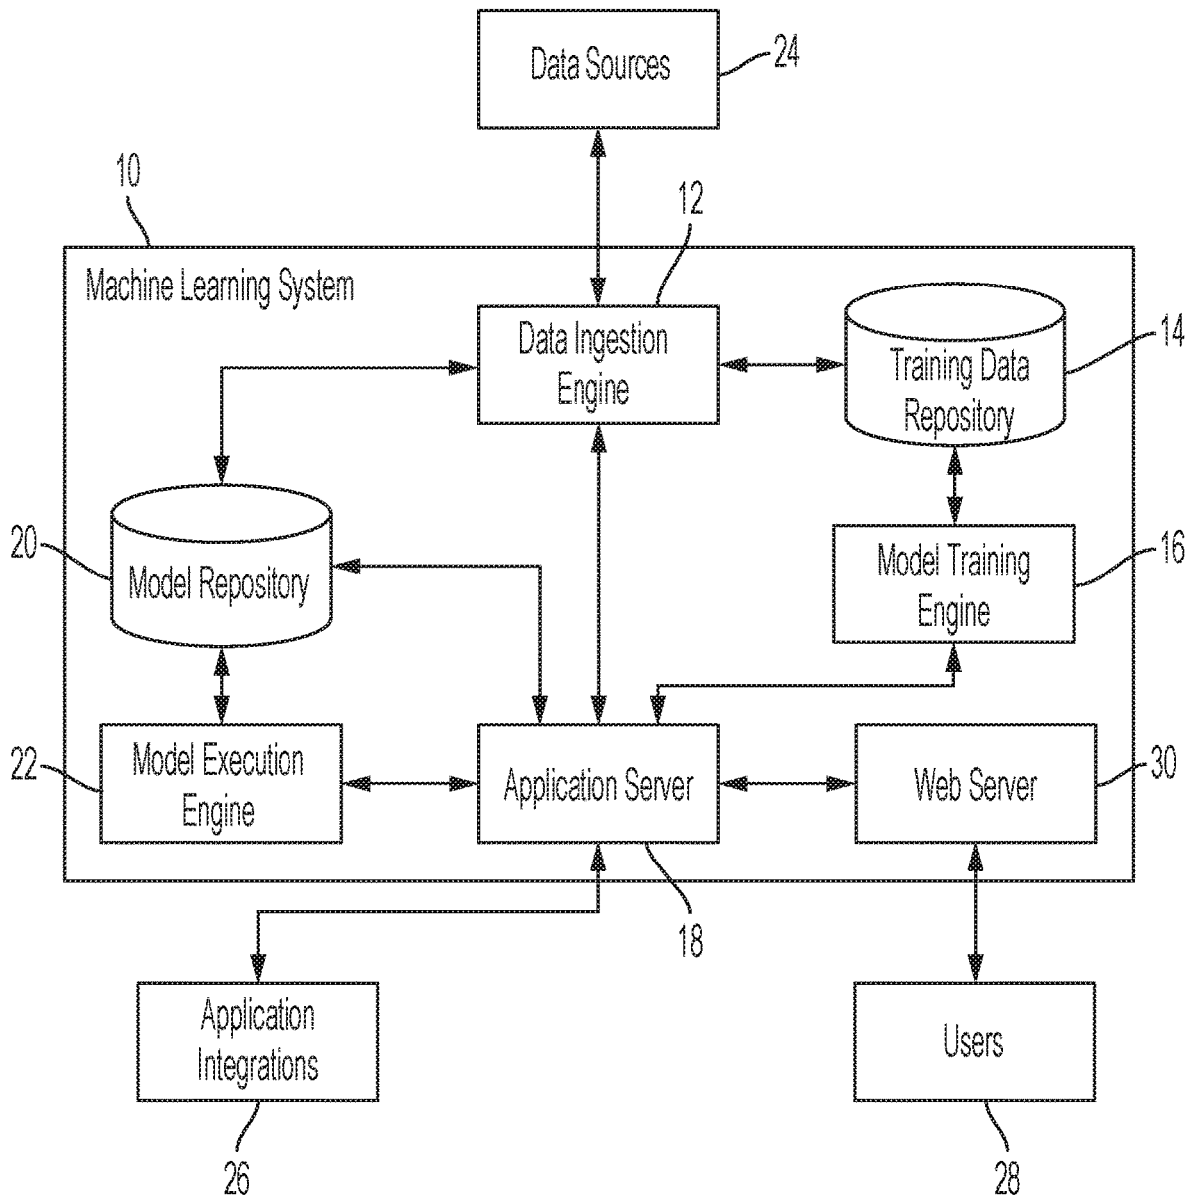 Data Sources
24
10
12
Machine Learning System
Data Ingestion
Engine
14
Training Data
Repository
20
Model Repository
16
Model Training
Engine
22
Model Execution
Engine
Application Server
Web Server
30
18
Application
Integrations
Users
26
28